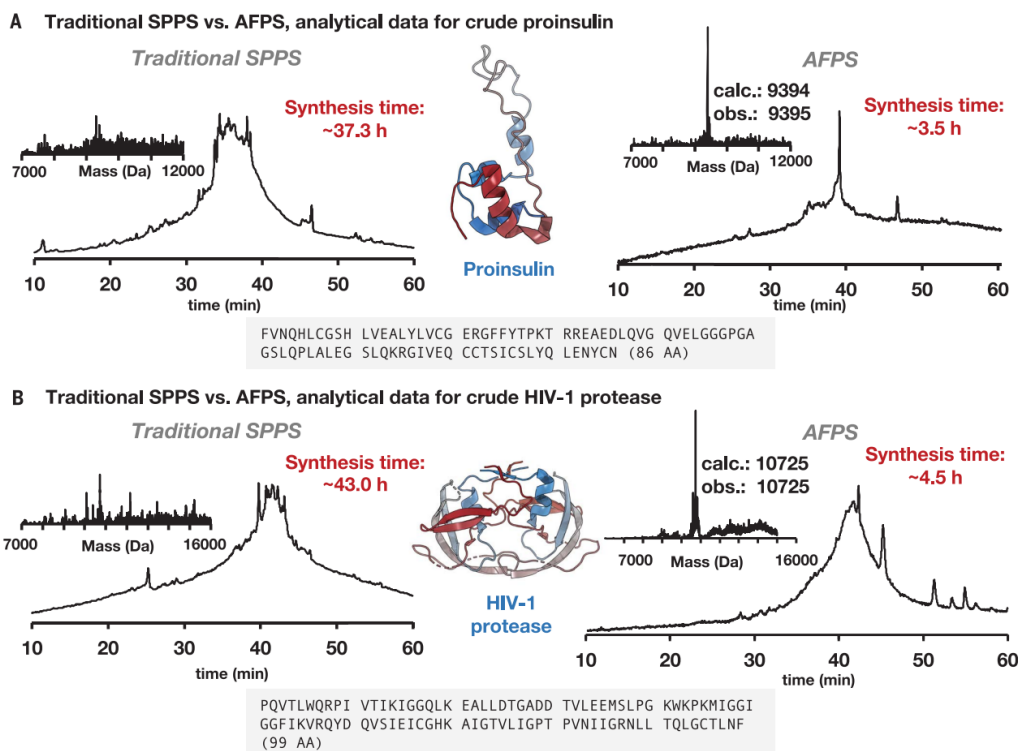 A Traditional SPPS vs. AFPS, analytical data for crude proinsulin
Traditional SPPS
Synthesis time:
~37.3 h
7000 Mass (Da) 12000
10 20 30 40 50 60
time (min)
Proinsulin
AFPS
calc.: 9394
obs.: 9395
Synthesis time:
~3.5 h
7000 Mass (Da) 12000
10 20 30 40 50 60
time (min)
FVNQHLCGSH LVEALYLVCG ERGFFYTPKT RREAEDLQVG QVELGGGPGA
GSLQPLALEG SLQKRGIVEQ CCTSICSLYQ LENYCN (86 AA)
B Traditional SPPS vs. AFPS, analytical data for crude HIV-1 protease
Traditional SPPS
Synthesis time:
~43.0 h
7000 Mass (Da) 16000
10 20 30 40 50 60
time (min)
HIV-1
protease
AFPS
calc.: 10725
obs.: 10725
Synthesis time:
~4.5 h
7000 Mass (Da) 16000
10 20 30 40 50 60
time (min)
PQVTLWQRPI VTIKIGGQLK EALLDTGADD TVLEEMSLPG KWKPKMIGGI
GGFIKVRQYD QVSIEICGHK AIGTVLIGPT PVNIIGRNLL TQLGCTLNF
(99 AA)